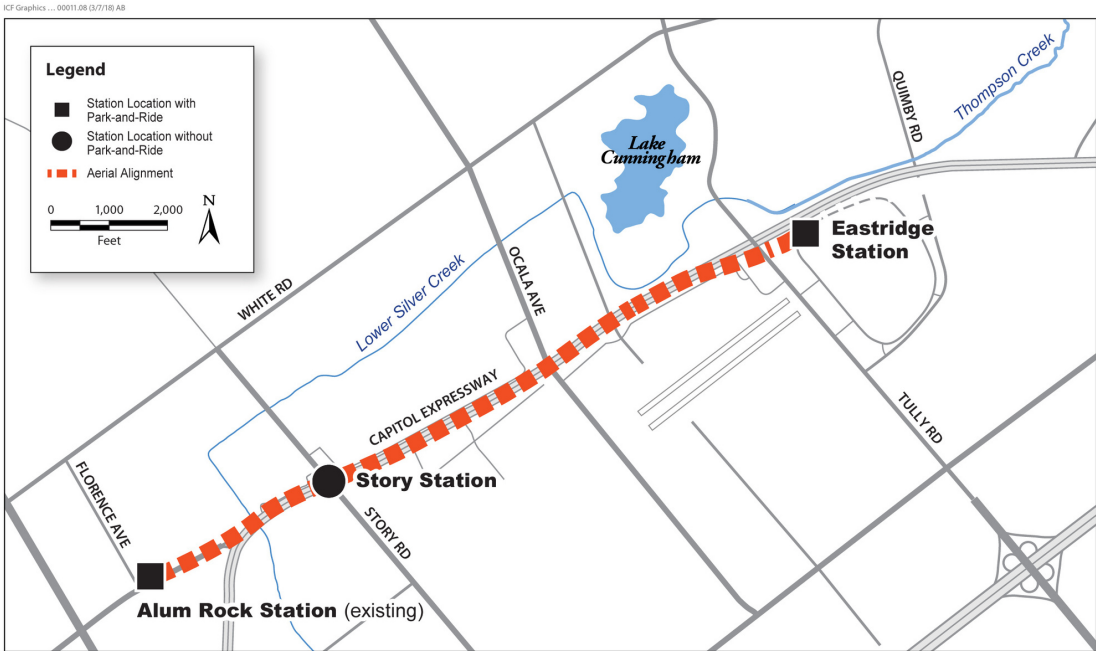 ICF Graphics ... 00011.08 (3/7/18) AB
Legend
Station Location with
Park-and-Ride
Station Location without
Park-and-Ride
Aerial Alignment
0 1,000 2,000
Feet
N
WHITE RD
Lower Silver Creek
OCALA AVE
Lake
Cunningham
QUIMBY RD
Thompson Creek
Eastridge
Station
CAPITOL EXPRESSWAY
TULLY RD
FLORENCE AVE
Story Station
STORY RD
Alum Rock Station (existing)